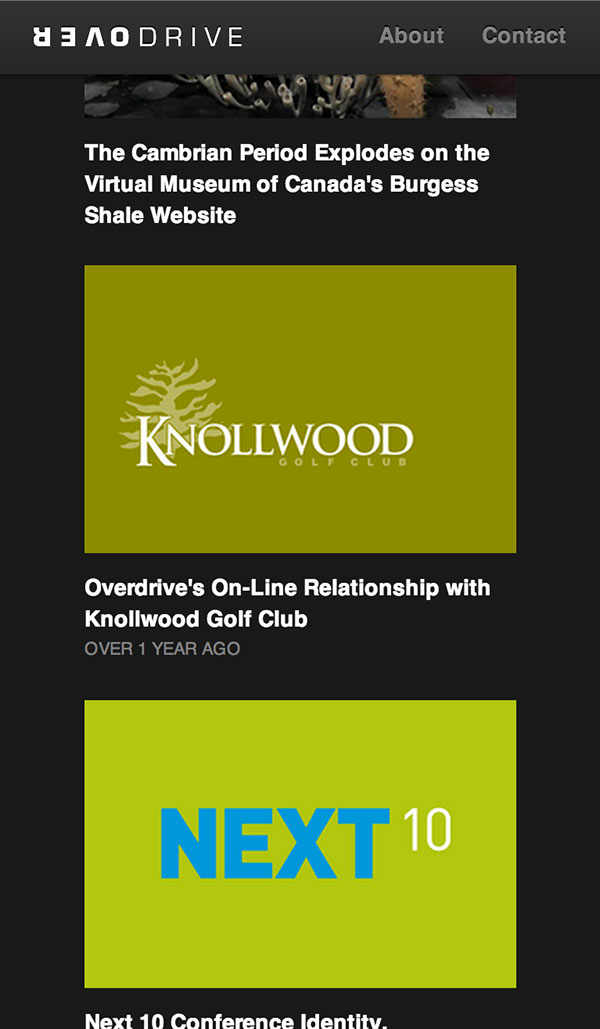 OVERDRIVE
About
Contact
The Cambrian Period Explodes on the
Virtual Museum of Canada's Burgess
Shale Website
KNOLLWOOD
GOLF CLUB
Overdrive's On-Line Relationship with
Knollwood Golf Club
OVER 1 YEAR AGO
NEXT 10
Next 10 Conference Identity,